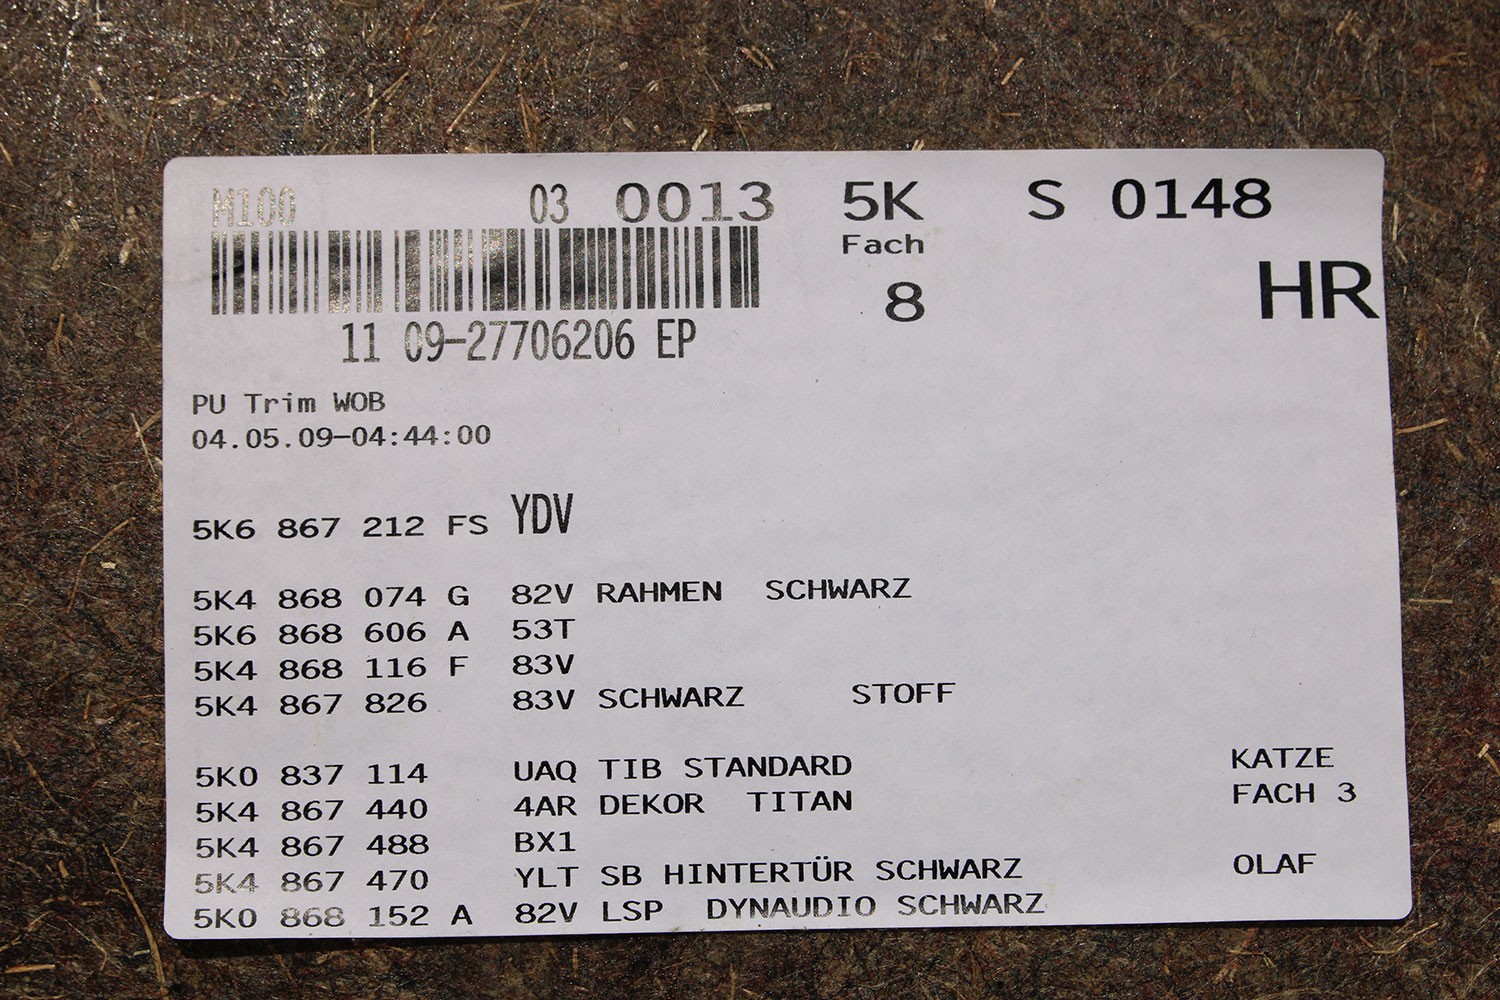 M100 03 0013 5K S 0148
Fach
8 HR
11 09-27706206 EP
PU Trim WOB
04.05.09-04:44:00
5K6 867 212 FS YDV
5K4 868 074 G 82V RAHMEN SCHWARZ
5K6 868 606 A 53T
5K4 868 116 F 83V
5K4 867 826 83V SCHWARZ STOFF
5K0 837 114 UAQ TIB STANDARD KATZE
5K4 867 440 4AR DEKOR TITAN FACH 3
5K4 867 488 BX1
5K4 867 470 YLT SB HINTERTÜR SCHWARZ OLAF
5K0 868 152 A 82V LSP DYNAUDIO SCHWARZ